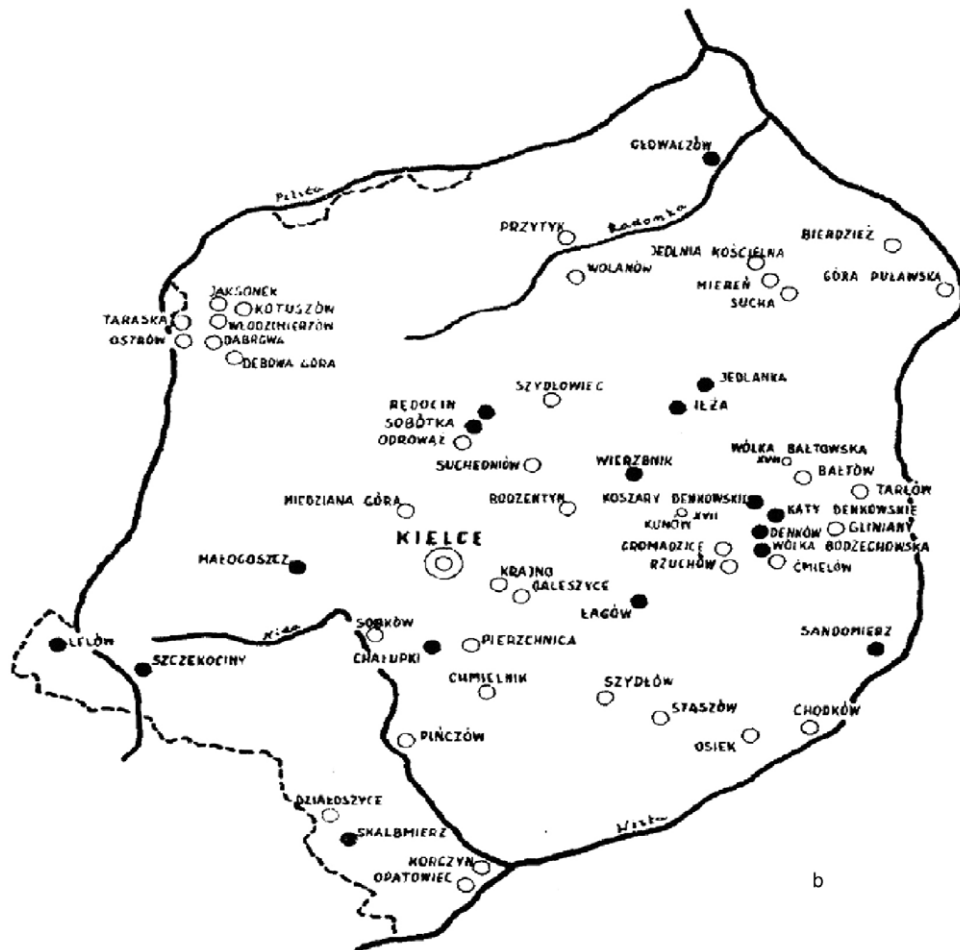 GŁOWACZÓW
Pilica
Radomka
PRZYTYK
BIERDZIEŻ
JEDLNIA KOŚCIELNA
WOLANÓW
MIEREŃ
GÓRA PUŁAWSKA
SUCHA
JAKSONEK
KOTUSZÓW
TARASKA
WŁODZIMIERZÓW
OSTRÓW
DĄBROWA
DĘBOWA GÓRA
JEDLANKA
SZYDŁOWIEC
IŁŻA
RĘDOCIN
SOBÓTKA
ODROWĄŻ
SUCHEDNIÓW
WIERZBNIK
WÓLKA BAŁTOWSKA
XVIII
BAŁTÓW
TARŁÓW
MIEDZIANA GÓRA
BODZENTYN
KOSZARY DENKOWSKIE
XVII
KUNÓW
KĄTY DENKOWSKIE
GLINIANY
DENKÓW
KIELCE
GROMADZICE
WÓLKA BODZECHOWSKA
RZUCHÓW
ĆMIELÓW
MAŁOGOSZCZ
KRAJNO
DALESZYCE
ŁAGÓW
Nida
SOBKÓW
LELÓW
CHAŁUPKI
PIERZCHNICA
SANDOMIERZ
SZCZEKOCINY
CHMIELNIK
SZYDŁÓW
STASZÓW
CHODKÓW
PIŃCZÓW
OSIEK
DZIAŁOSZYCE
SKALBMIERZ
Wisła
KORCZYN
OPATOWIEC
b